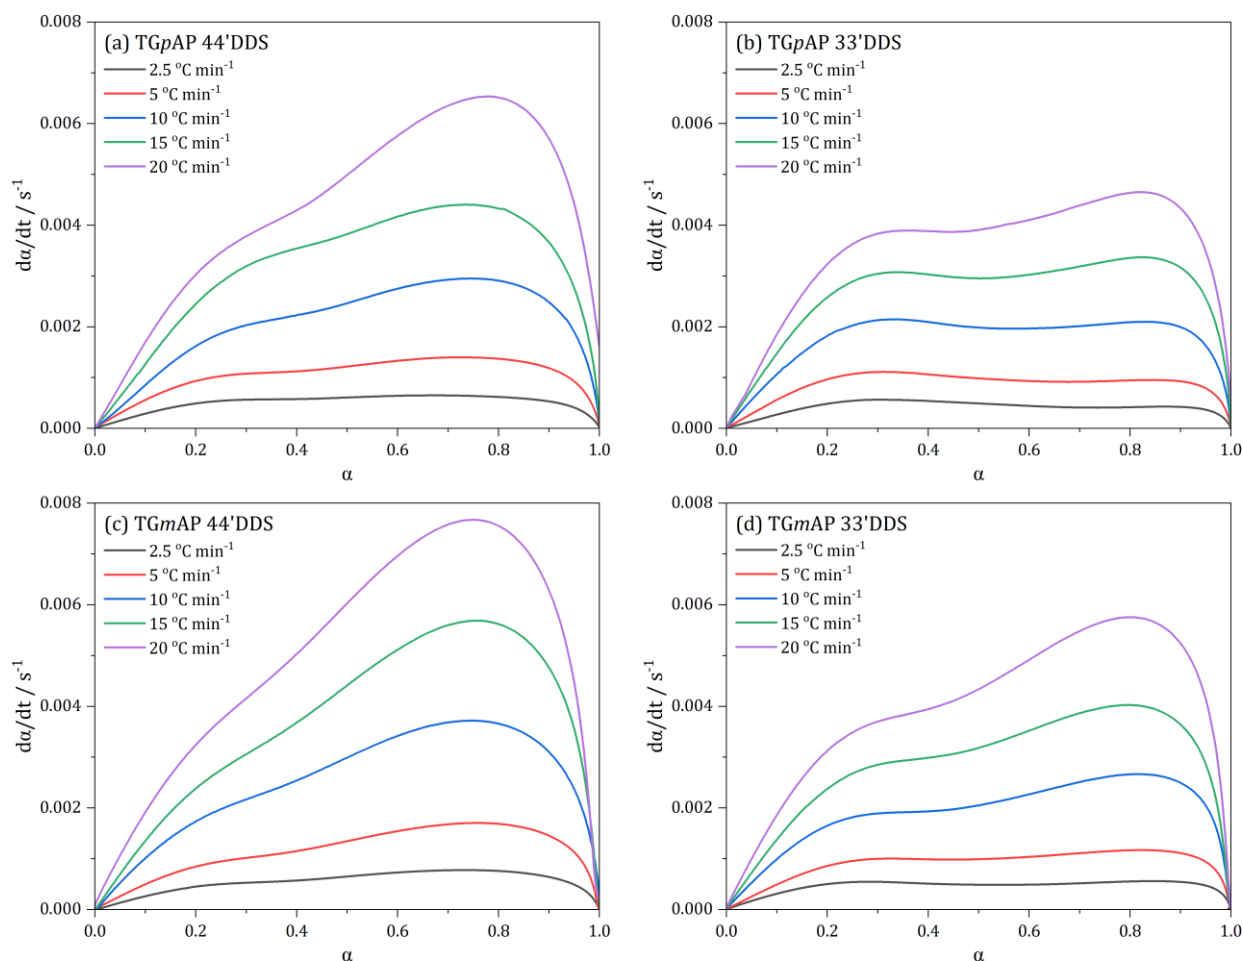 (a) TGpAP 44'DDS
2.5 °C min⁻¹
5 °C min⁻¹
10 °C min⁻¹
15 °C min⁻¹
20 °C min⁻¹
0.008
0.006
0.004
0.002
0.000
dα/dt / s⁻¹
0.0 0.2 0.4 0.6 0.8 1.0
α
(b) TGpAP 33'DDS
2.5 °C min⁻¹
5 °C min⁻¹
10 °C min⁻¹
15 °C min⁻¹
20 °C min⁻¹
0.008
0.006
0.004
0.002
0.000
dα/dt / s⁻¹
0.0 0.2 0.4 0.6 0.8 1.0
α
(c) TGmAP 44'DDS
2.5 °C min⁻¹
5 °C min⁻¹
10 °C min⁻¹
15 °C min⁻¹
20 °C min⁻¹
0.008
0.006
0.004
0.002
0.000
dα/dt / s⁻¹
0.0 0.2 0.4 0.6 0.8 1.0
α
(d) TGmAP 33'DDS
2.5 °C min⁻¹
5 °C min⁻¹
10 °C min⁻¹
15 °C min⁻¹
20 °C min⁻¹
0.008
0.006
0.004
0.002
0.000
dα/dt / s⁻¹
0.0 0.2 0.4 0.6 0.8 1.0
α